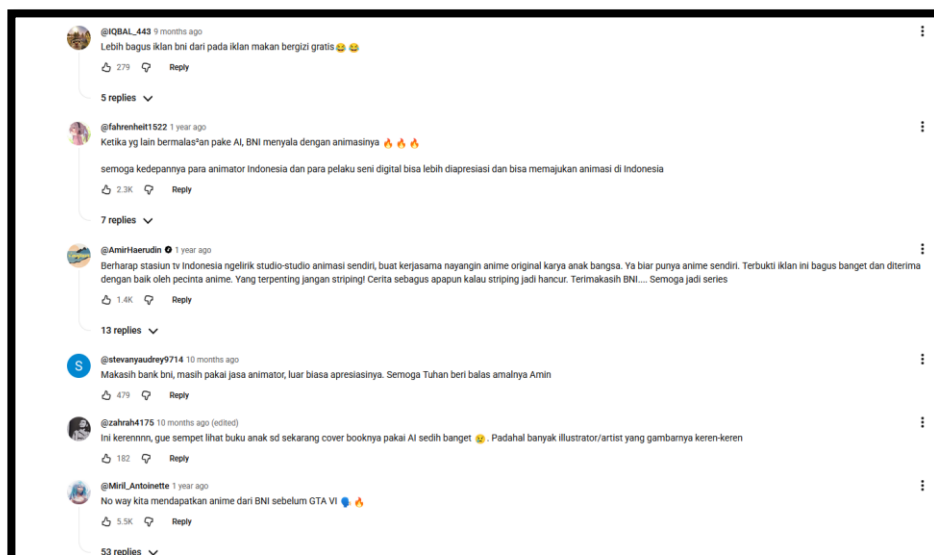 @IQBAL_443 9 months ago
Lebih bagus iklan bni dari pada iklan makan bergizi gratis😂😂
279 Reply
5 replies
@fahrenheit1522 1 year ago
Ketika yg lain bermalas²an pake AI, BNI menyala dengan animasinya 🔥🔥🔥
semoga kedepannya para animator Indonesia dan para pelaku seni digital bisa lebih diapresiasi dan bisa memajukan animasi di Indonesia
2.3K Reply
7 replies
@AmirHaerudin 1 year ago
Berharap stasiun tv Indonesia ngelirik studio-studio animasi sendiri, buat kerjasama nayangin anime original karya anak bangsa. Ya biar punya anime sendiri. Terbukti iklan ini bagus banget dan diterima
dengan baik oleh pecinta anime. Yang terpenting jangan striping! Cerita sebagus apapun kalau striping jadi hancur. Terimakasih BNI.... Semoga jadi series
1.4K Reply
13 replies
S
@stevanyaudrey9714 10 months ago
Makasih bank bni, masih pakai jasa animator, luar biasa apresiasinya. Semoga Tuhan beri balas amalnya Amin
479 Reply
@zahrah4175 10 months ago (edited)
Ini kerennnn, gue sempet lihat buku anak sd sekarang cover booknya pakai AI sedih banget 😢 . Padahal banyak illustrator/artist yang gambarnya keren-keren
182 Reply
@Miril_Antoinette 1 year ago
No way kita mendapatkan anime dari BNI sebelum GTA VI 🗣️🔥
5.5K Reply
53 replies